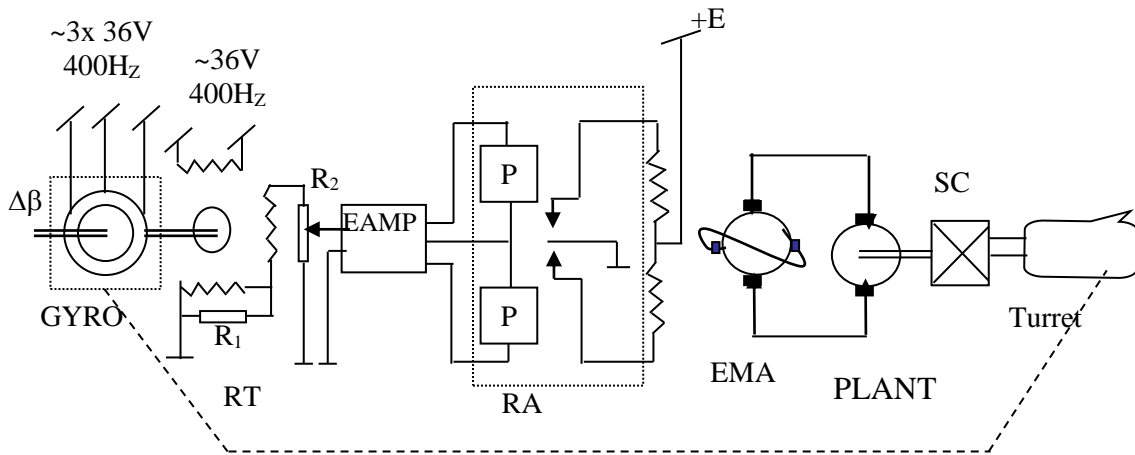 ~3x 36V
400Hz
~36V
400Hz
+E
Δβ
GYRO
R₁
RT
R₂
EAMP
P
P
RA
EMA
PLANT
SC
Turret